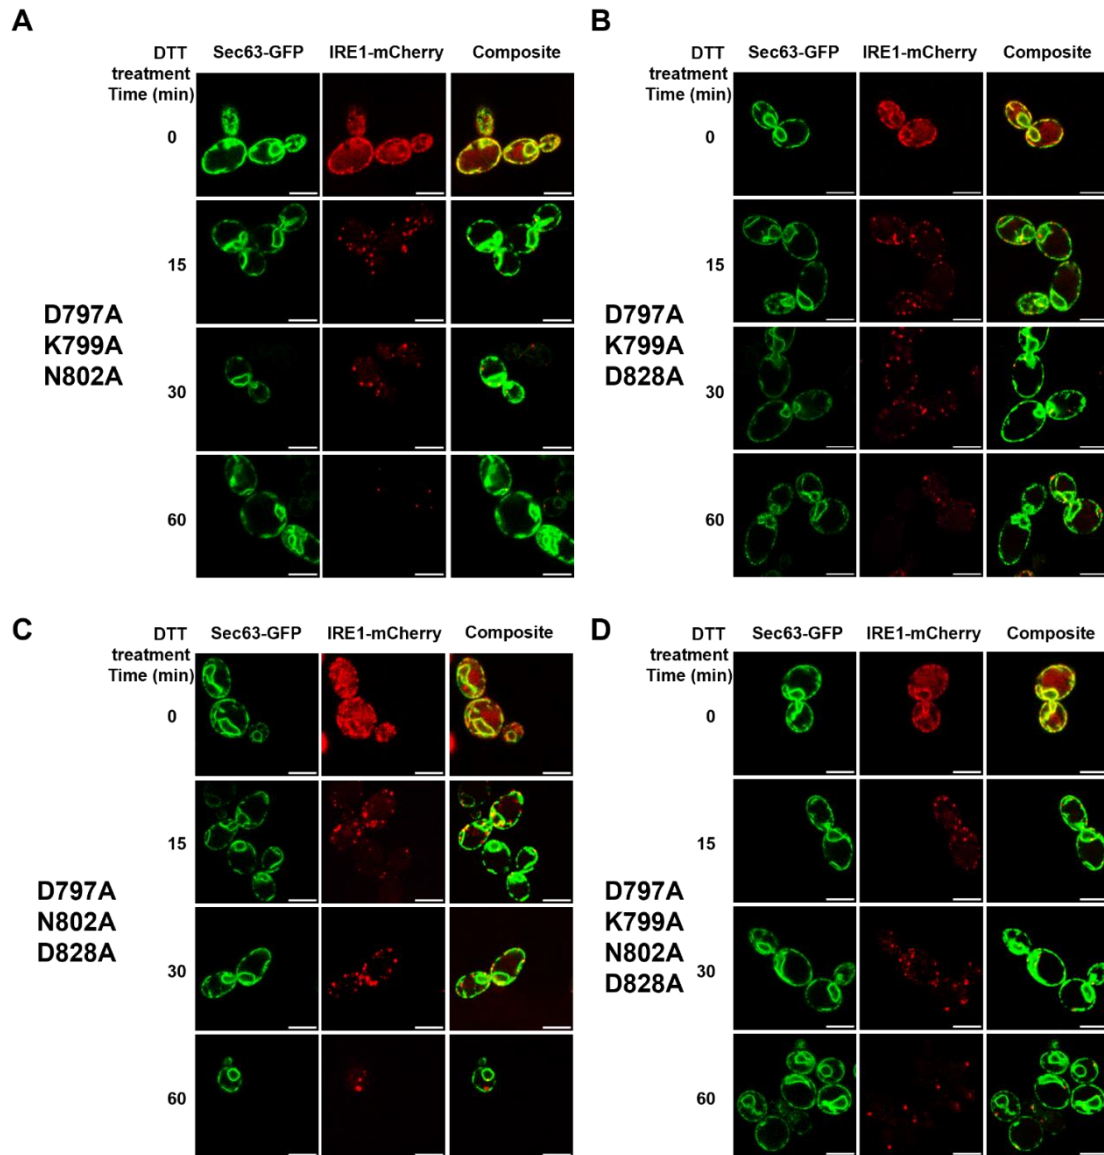 A
DTT
treatment
Time (min)
Sec63-GFP IRE1-mCherry Composite
0
15
D797A
K799A
N802A
30
60
B
DTT
treatment
Time (min)
Sec63-GFP IRE1-mCherry Composite
0
15
D797A
K799A
D828A
30
60
C
DTT
treatment
Time (min)
Sec63-GFP IRE1-mCherry Composite
0
15
D797A
N802A
D828A
30
60
D
DTT
treatment
Time (min)
Sec63-GFP IRE1-mCherry Composite
0
15
D797A
K799A
N802A
D828A
30
60